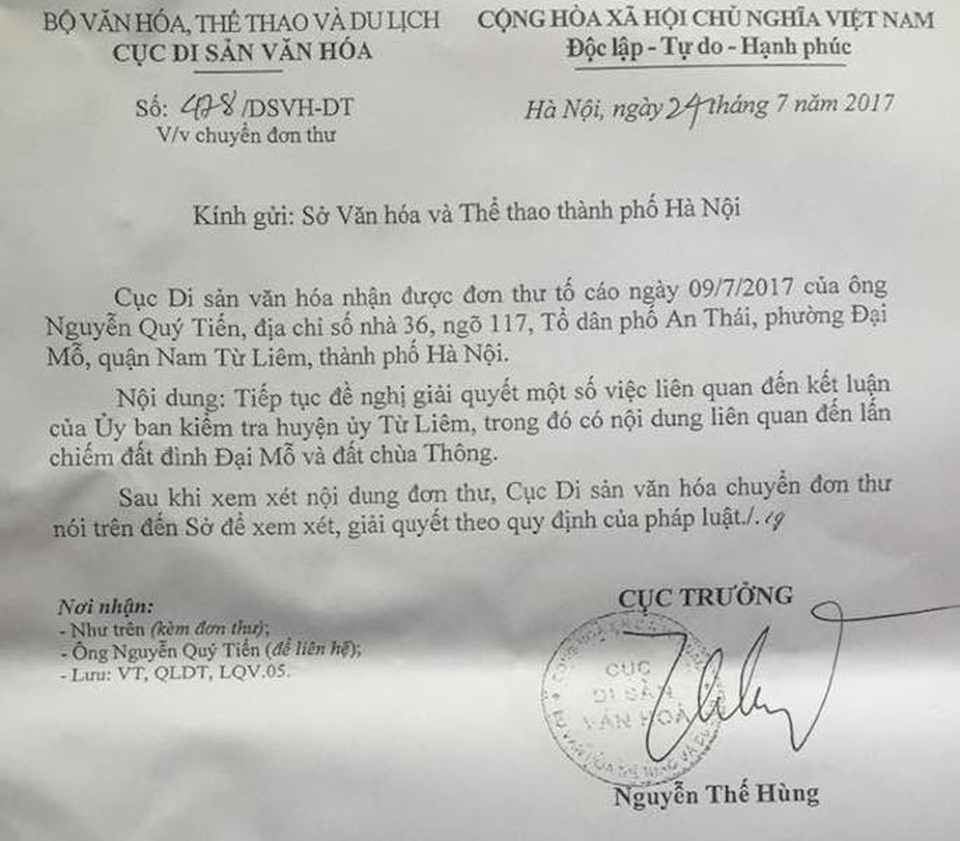 BỘ VĂN HÓA, THỂ THAO VÀ DU LỊCH
CỤC DI SẢN VĂN HÓA
CỘNG HÒA XÃ HỘI CHỦ NGHĨA VIỆT NAM
Độc lập - Tự do - Hạnh phúc
Số: 478/DSVH-DT
V/v chuyển đơn thư
Hà Nội, ngày 24 tháng 7 năm 2017
Kính gửi: Sở Văn hóa và Thể thao thành phố Hà Nội
Cục Di sản văn hóa nhận được đơn thư tố cáo ngày 09/7/2017 của ông
Nguyễn Quý Tiến, địa chỉ số nhà 36, ngõ 117, Tổ dân phố An Thái, phường Đại
Mỗ, quận Nam Từ Liêm, thành phố Hà Nội.
Nội dung: Tiếp tục đề nghị giải quyết một số việc liên quan đến kết luận
của Ủy ban kiểm tra huyện ủy Từ Liêm, trong đó có nội dung liên quan đến lấn
chiếm đất đình Đại Mỗ và đất chùa Thông.
Sau khi xem xét nội dung đơn thư, Cục Di sản văn hóa chuyển đơn thư
nói trên đến Sở để xem xét, giải quyết theo quy định của pháp luật./.
Nơi nhận:
- Như trên (kèm đơn thư);
- Ông Nguyễn Quý Tiến (để liên hệ);
- Lưu: VT, QLDT, LQV.05.
CỤC TRƯỞNG
CỤC
DI SẢN
VĂN HOÁ
Nguyễn Thế Hùng